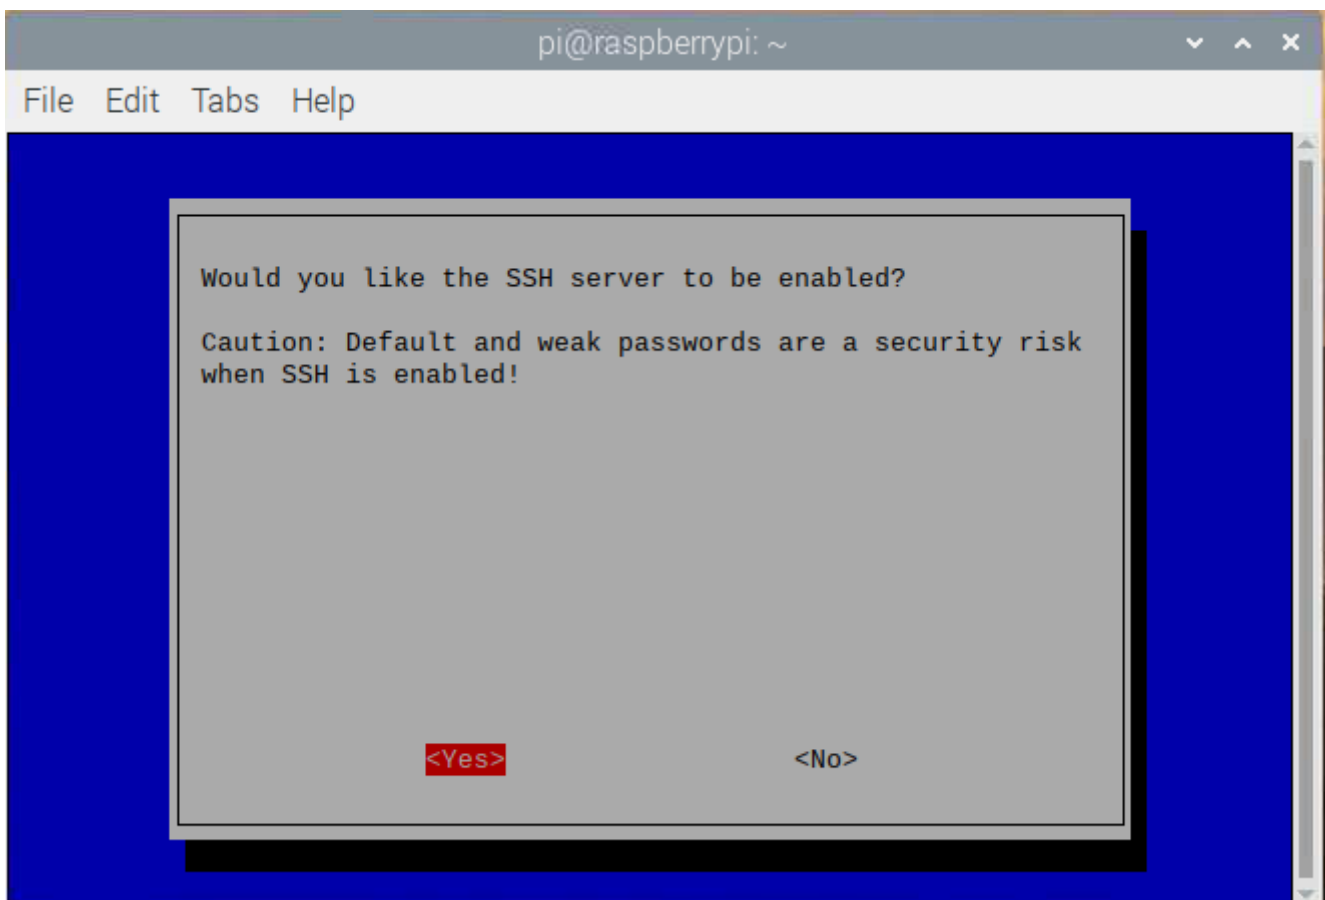 pi@raspberrypi: ~
File Edit Tabs Help
Would you like the SSH server to be enabled?
Caution: Default and weak passwords are a security risk
when SSH is enabled!
<Yes> <No>